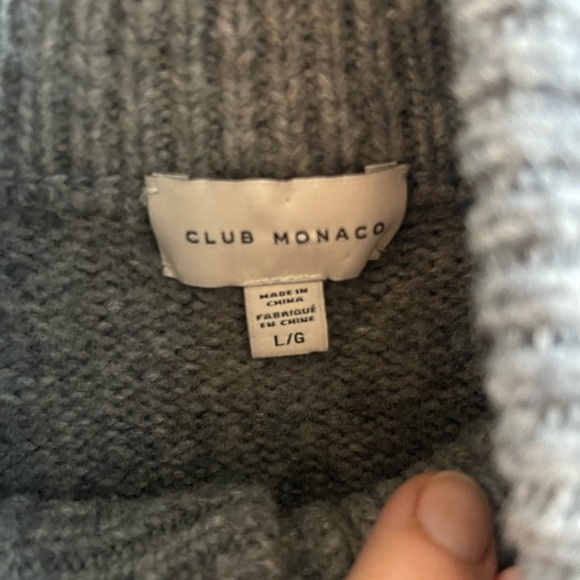 CLUB MONACO
MADE IN
CHINA
FABRIQUÉ
EN CHINE
L/G